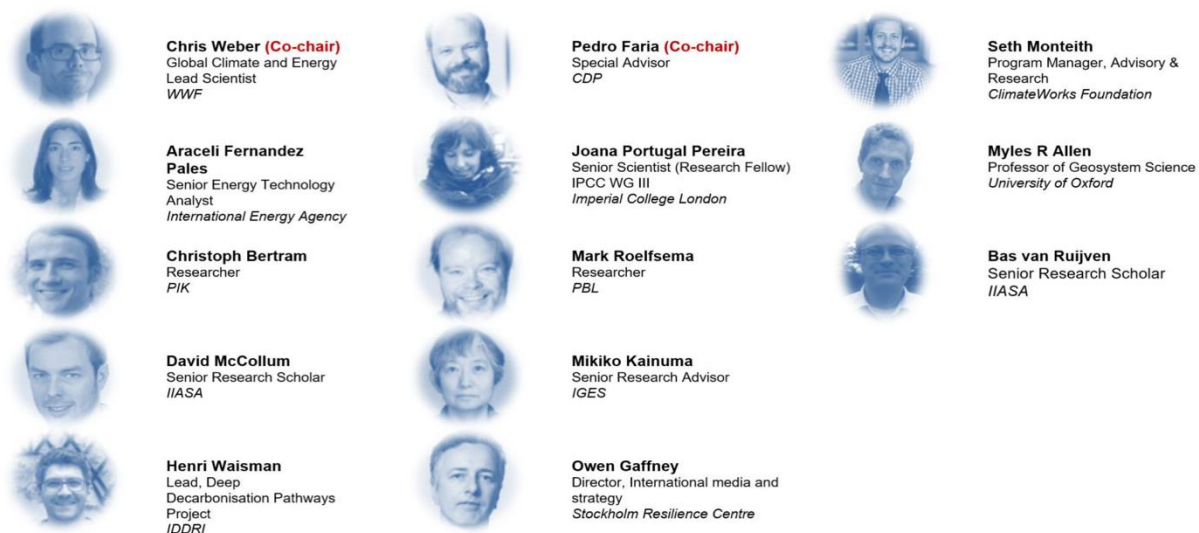 Chris Weber (Co-chair)
Global Climate and Energy
Lead Scientist
WWF
Araceli Fernandez
Pales
Senior Energy Technology
Analyst
International Energy Agency
Christoph Bertram
Researcher
PIK
David McCollum
Senior Research Scholar
IIASA
Henri Waisman
Lead, Deep
Decarbonisation Pathways
Project
IDDRI
Pedro Faria (Co-chair)
Special Advisor
CDP
Joana Portugal Pereira
Senior Scientist (Research Fellow)
IPCC WG III
Imperial College London
Mark Roelfsema
Researcher
PBL
Mikiko Kainuma
Senior Research Advisor
IGES
Owen Gaffney
Director, International media and
strategy
Stockholm Resilience Centre
Seth Monteith
Program Manager, Advisory &
Research
ClimateWorks Foundation
Myles R Allen
Professor of Geosystem Science
University of Oxford
Bas van Ruijven
Senior Research Scholar
IIASA